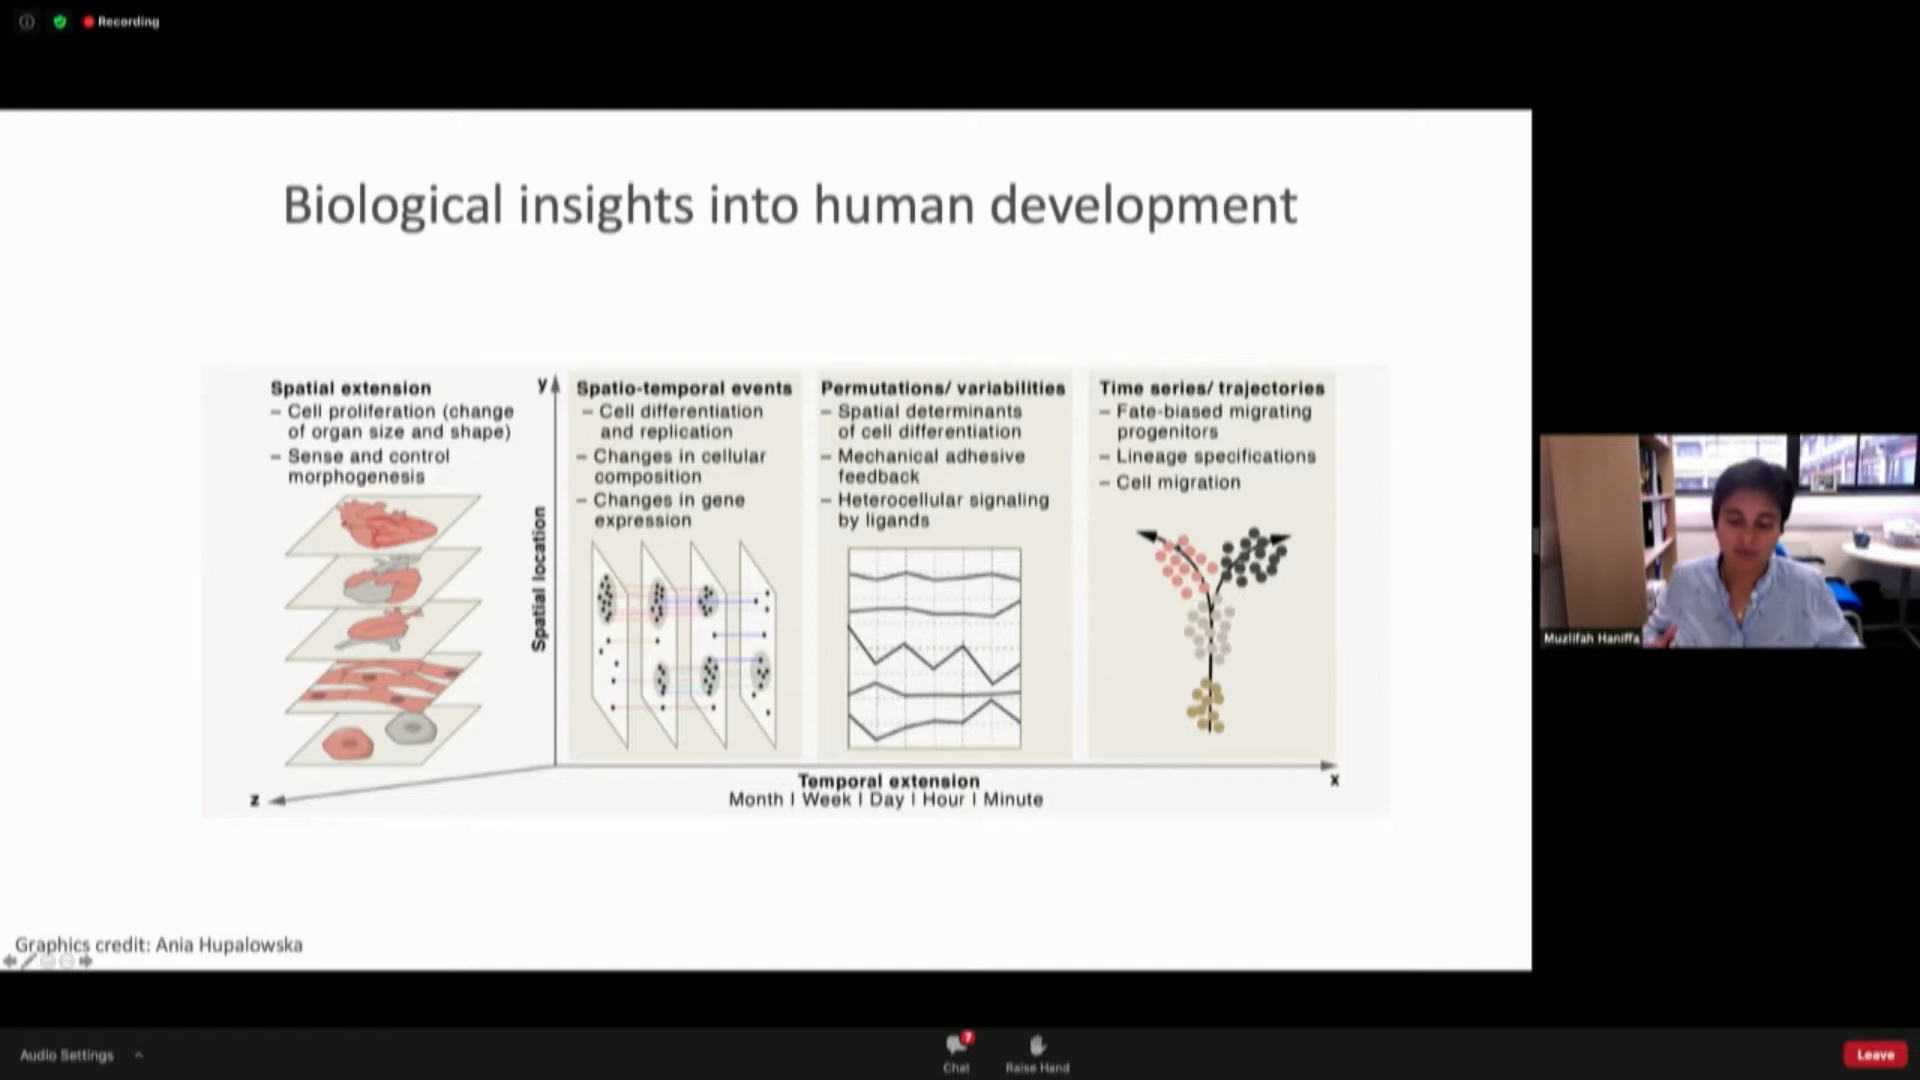 Recording
Biological insights into human development
Spatial extension
– Cell proliferation (change
of organ size and shape)
– Sense and control
morphogenesis
y
Spatial location
Spatio-temporal events
– Cell differentiation
and replication
– Changes in cellular
composition
– Changes in gene
expression
Permutations/ variabilities
– Spatial determinants
of cell differentiation
– Mechanical adhesive
feedback
– Heterocellular signaling
by ligands
Time series/ trajectories
– Fate-biased migrating
progenitors
– Lineage specifications
– Cell migration
z
x
Temporal extension
Month | Week | Day | Hour | Minute
Graphics credit: Ania Hupalowska
Muzlifah Haniffa
Audio Settings
7
Chat
Raise Hand
Leave